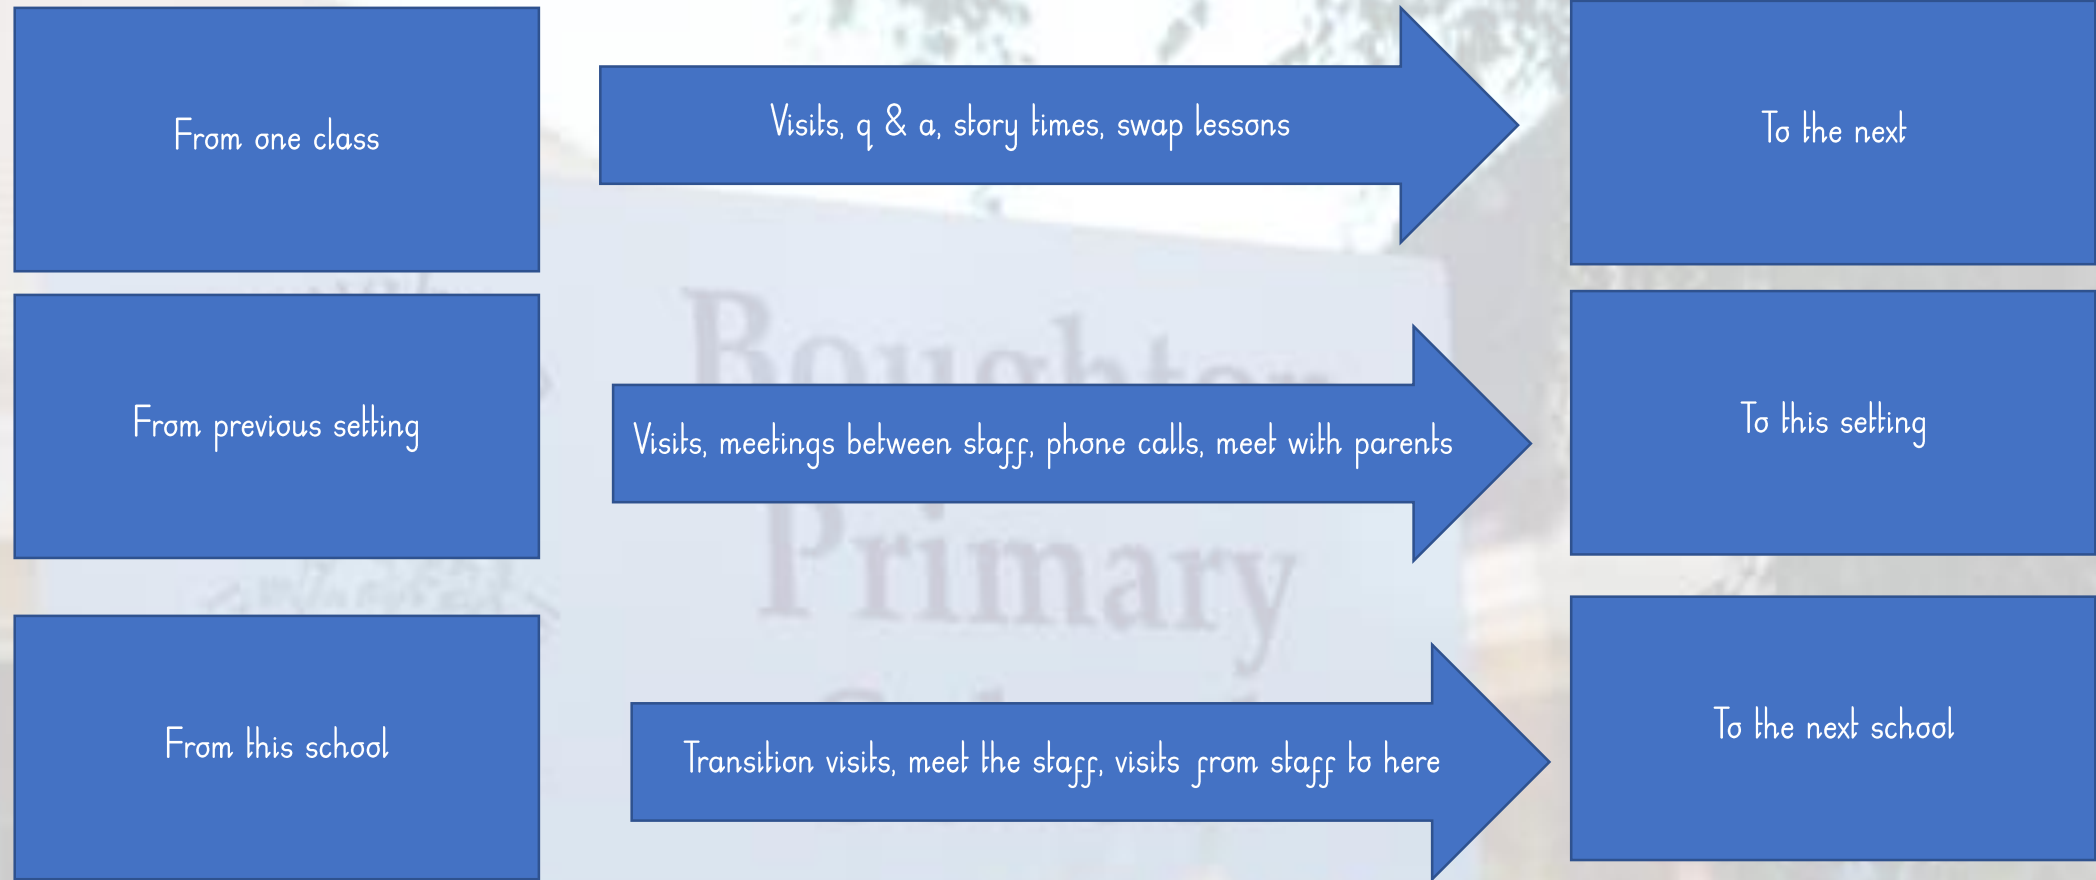 From one class
Visits, q & a, story times, swap lessons
To the next
From previous setting
Visits, meetings between staff, phone calls, meet with parents
To this setting
From this school
Transition visits, meet the staff, visits from staff to here
To the next school
Boughton
Primary